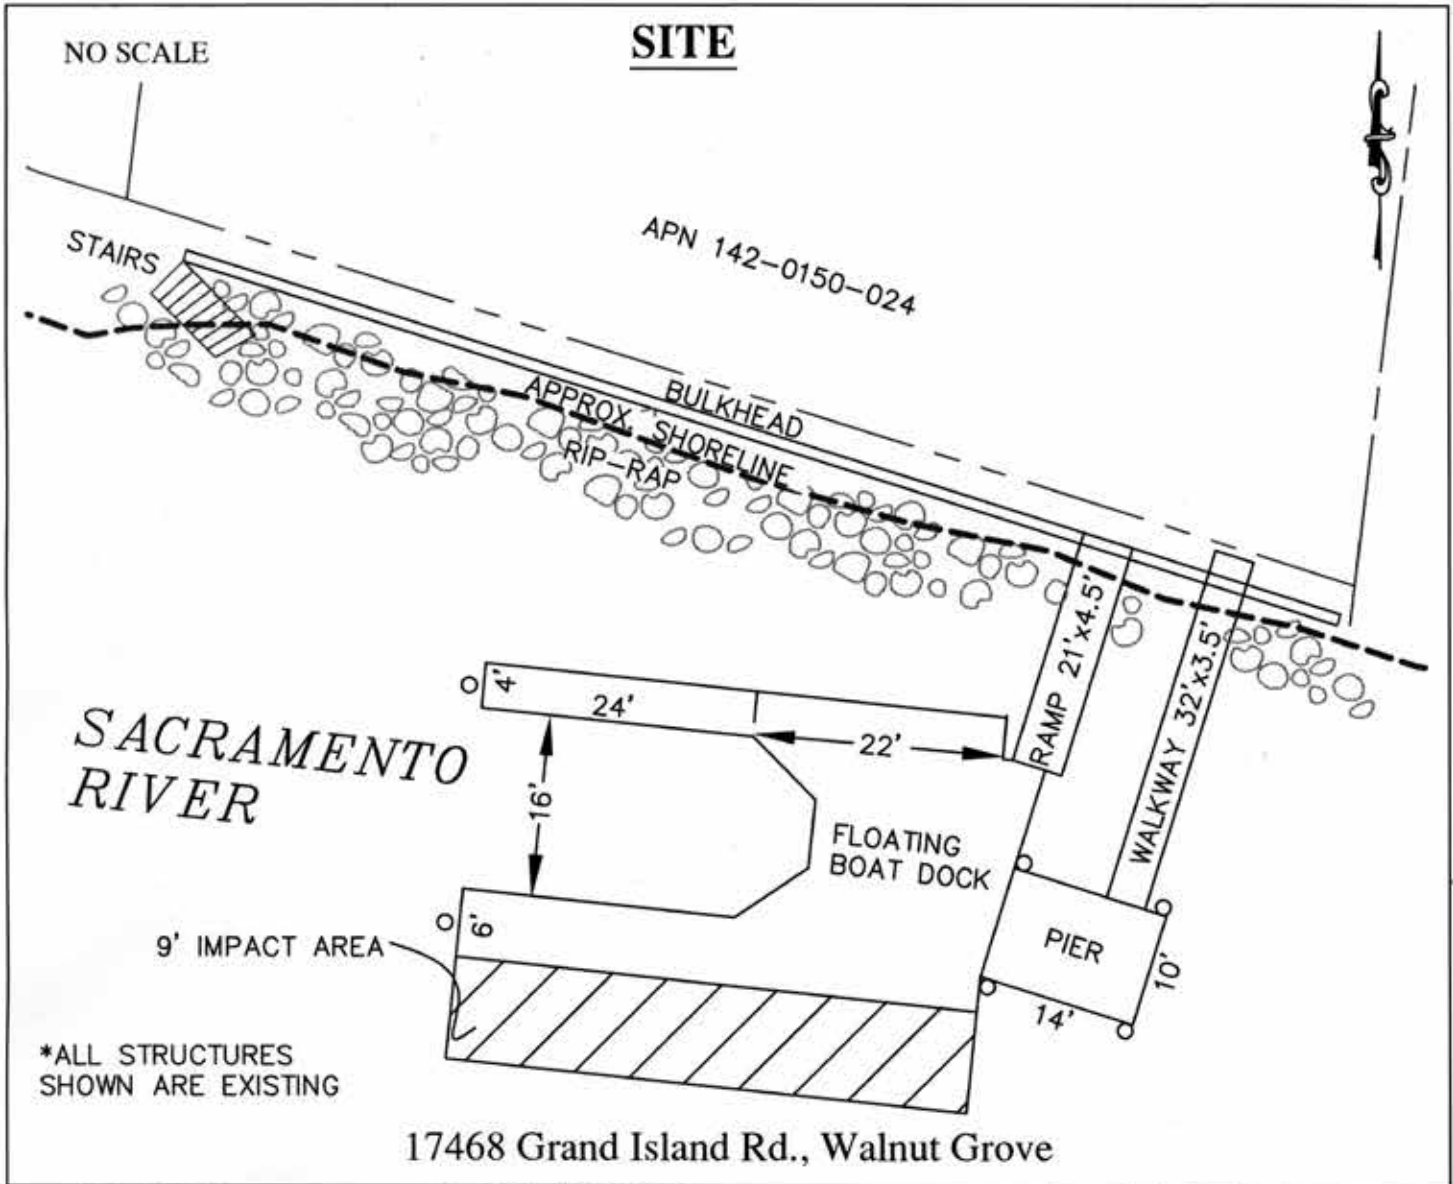 SITE
NO SCALE
STAIRS
APN 142-0150-024
BULKHEAD
APPROX. SHORELINE
RIP-RAP
RAMP 21'x4.5'
WALKWAY 32'x3.5'
SACRAMENTO
RIVER
4'
24'
22'
16'
FLOATING
BOAT DOCK
6'
9' IMPACT AREA
PIER
10'
14'
*ALL STRUCTURES
SHOWN ARE EXISTING
17468 Grand Island Rd., Walnut Grove